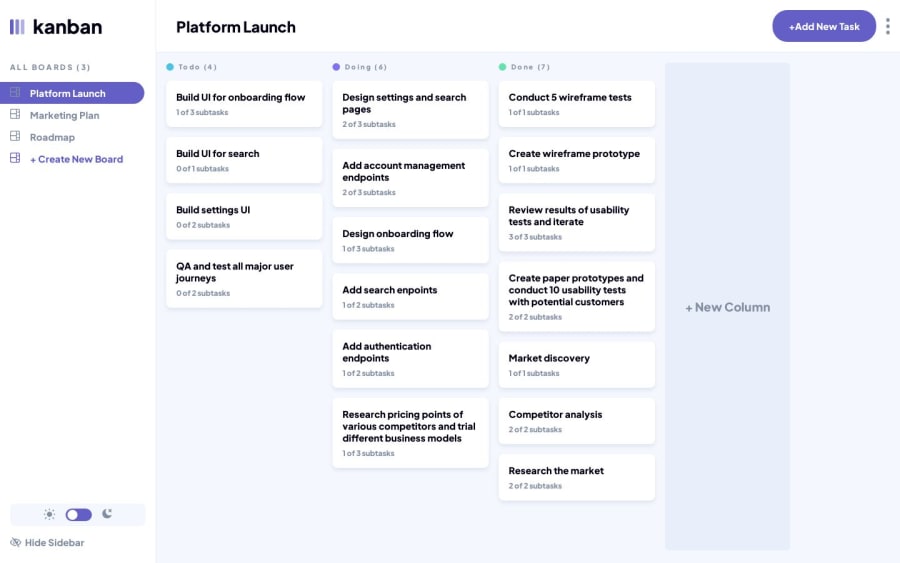 kanban
Platform Launch
+Add New Task
ALL BOARDS (3)
Platform Launch
Marketing Plan
Roadmap
+ Create New Board
Todo (4)
Build UI for onboarding flow
1 of 3 subtasks
Build UI for search
0 of 1 subtasks
Build settings UI
0 of 2 subtasks
QA and test all major user
journeys
0 of 2 subtasks
Doing (6)
Design settings and search
pages
2 of 3 subtasks
Add account management
endpoints
2 of 3 subtasks
Design onboarding flow
1 of 3 subtasks
Add search enpoints
1 of 2 subtasks
Add authentication
endpoints
1 of 2 subtasks
Research pricing points of
various competitors and trial
different business models
1 of 3 subtasks
Done (7)
Conduct 5 wireframe tests
1 of 1 subtasks
Create wireframe prototype
1 of 1 subtasks
Review results of usability
tests and iterate
3 of 3 subtasks
Create paper prototypes and
conduct 10 usability tests
with potential customers
2 of 2 subtasks
Market discovery
1 of 1 subtasks
Competitor analysis
2 of 2 subtasks
Research the market
2 of 2 subtasks
+ New Column
Hide Sidebar